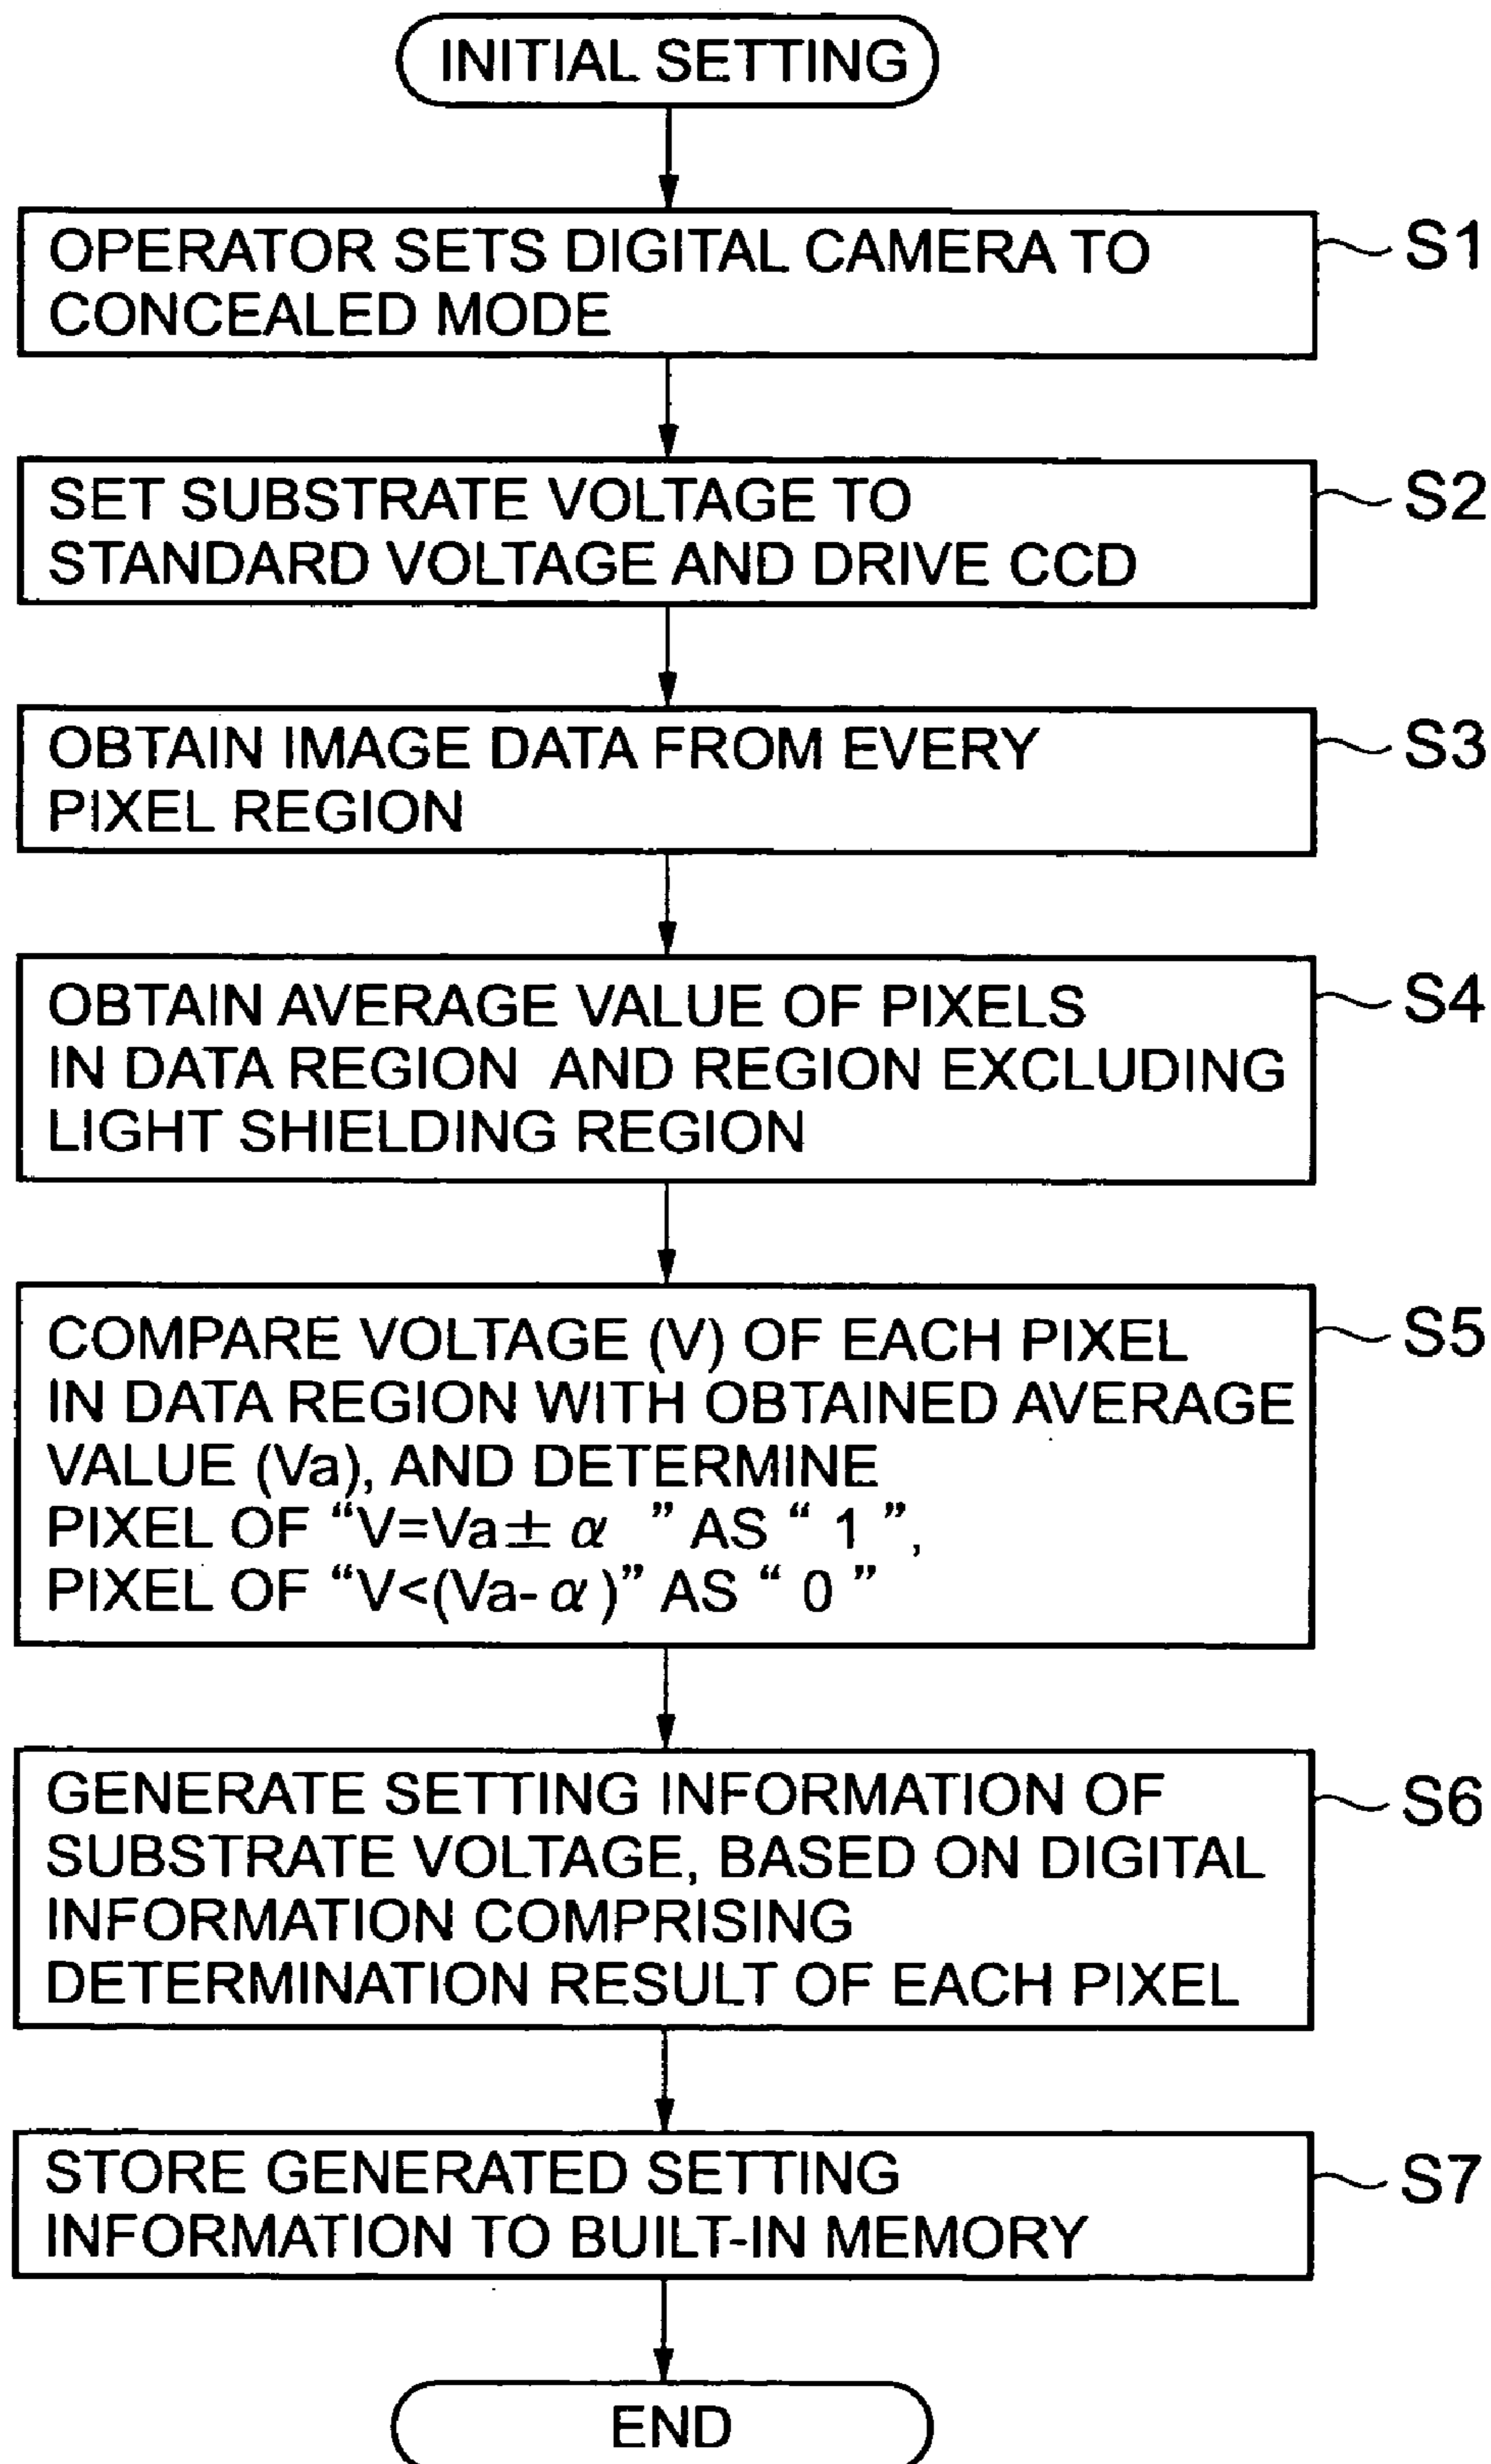 INITIAL SETTING
OPERATOR SETS DIGITAL CAMERA TO
CONCEALED MODE
S1
SET SUBSTRATE VOLTAGE TO
STANDARD VOLTAGE AND DRIVE CCD
S2
OBTAIN IMAGE DATA FROM EVERY
PIXEL REGION
S3
OBTAIN AVERAGE VALUE OF PIXELS
IN DATA REGION AND REGION EXCLUDING
LIGHT SHIELDING REGION
S4
COMPARE VOLTAGE (V) OF EACH PIXEL
IN DATA REGION WITH OBTAINED AVERAGE
VALUE (Va), AND DETERMINE
PIXEL OF “V=Va± α ” AS “ 1 ”,
PIXEL OF “V<(Va- α )” AS “ 0 ”
S5
GENERATE SETTING INFORMATION OF
SUBSTRATE VOLTAGE, BASED ON DIGITAL
INFORMATION COMPRISING
DETERMINATION RESULT OF EACH PIXEL
S6
STORE GENERATED SETTING
INFORMATION TO BUILT-IN MEMORY
S7
END